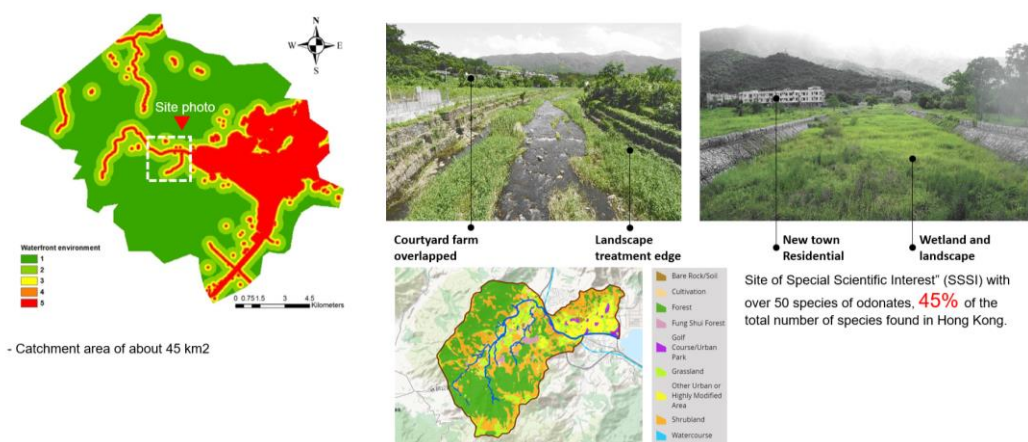 N
W
E
S
Site photo
Waterfront environment
1
2
3
4
5
0 0.75 1.5 3 4.5
Kilometers
- Catchment area of about 45 km2
Courtyard farm
overlapped
Landscape
treatment edge
New town
Residential
Wetland and
landscape
Site of Special Scientific Interest” (SSSI) with
over 50 species of odonates, 45% of the
total number of species found in Hong Kong.
Bare Rock/Soil
Cultivation
Forest
Fung Shui Forest
Golf
Course/Urban
Park
Grassland
Other Urban or
Highly Modified
Area
Shrubland
Watercourse